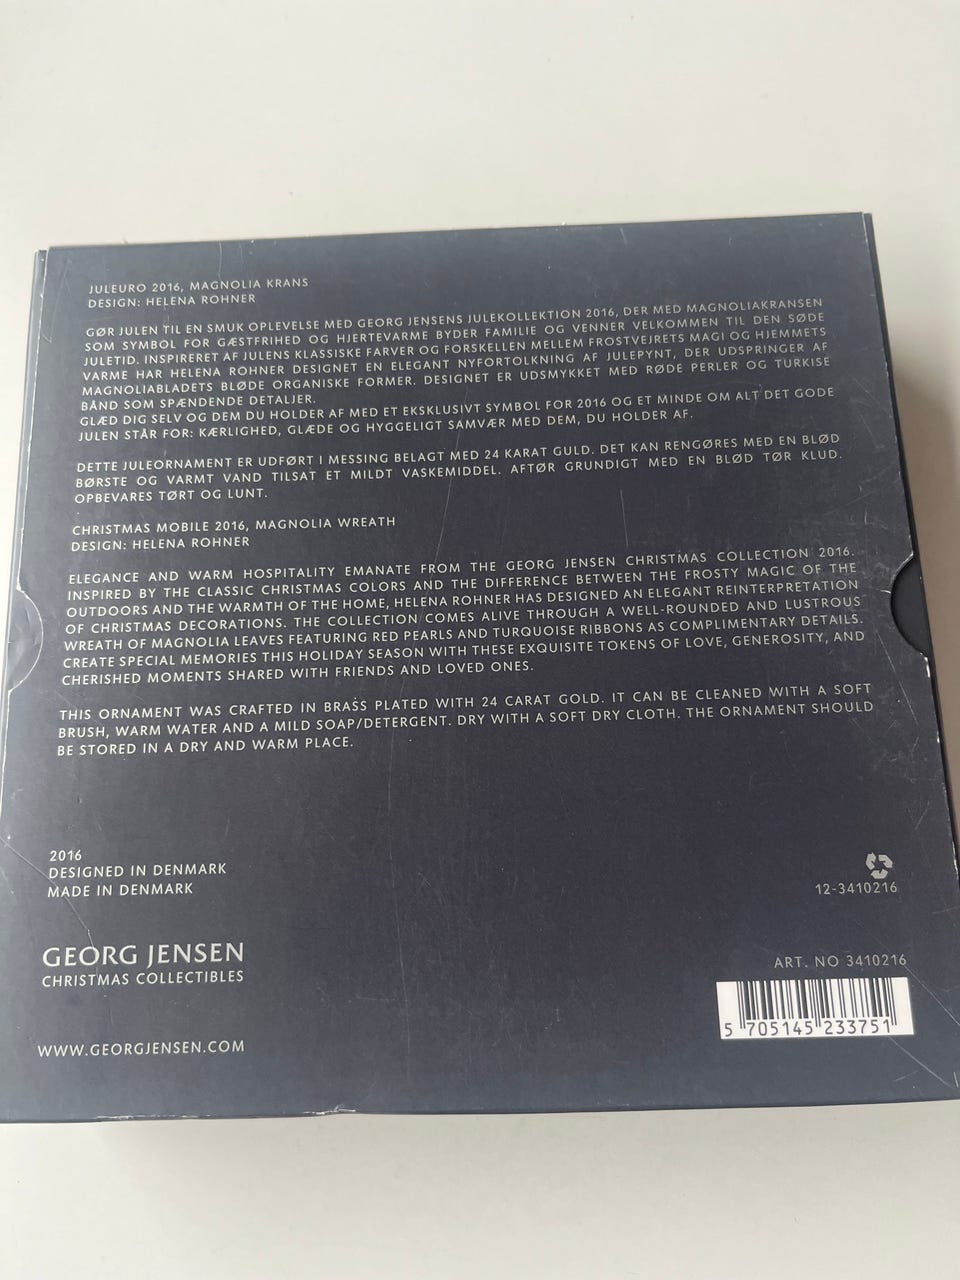 JULEURO 2016, MAGNOLIA KRANS
DESIGN: HELENA ROHNER
GØR JULEN TIL EN SMUK OPLEVELSE MED GEORG JENSENS JULEKOLLEKTION 2016, DER MED MAGNOLIAKRANSEN
SOM SYMBOL FOR GÆSTFRIHED OG HJERTEVARME BYDER FAMILIE OG VENNER VELKOMMEN TIL DEN SØDE
JULETID. INSPIRERET AF JULENS KLASSISKE FARVER OG FORSKELLEN MELLEM FROSTVEJRETS MAGI OG HJEMMETS
VARME HAR HELENA ROHNER DESIGNET EN ELEGANT NYFORTOLKNING AF JULEPYNT, DER UDSPRINGER AF
MAGNOLIABLADETS BLØDE ORGANISKE FORMER. DESIGNET ER UDSMYKKET MED RØDE PERLER OG TURKISE
BÅND SOM SPÆNDENDE DETALJER.
GLÆD DIG SELV OG DEM DU HOLDER AF MED ET EKSKLUSIVT SYMBOL FOR 2016 OG ET MINDE OM ALT DET GODE
JULEN STÅR FOR: KÆRLIGHED, GLÆDE OG HYGGELIGT SAMVÆR MED DEM, DU HOLDER AF.
DETTE JULEORNAMENT ER UDFØRT I MESSING BELAGT MED 24 KARAT GULD. DET KAN RENGØRES MED EN BLØD
BØRSTE OG VARMT VAND TILSAT ET MILDT VASKEMIDDEL. AFTØR GRUNDIGT MED EN BLØD TØR KLUD.
OPBEVARES TØRT OG LUNT.
CHRISTMAS MOBILE 2016, MAGNOLIA WREATH
DESIGN: HELENA ROHNER
ELEGANCE AND WARM HOSPITALITY EMANATE FROM THE GEORG JENSEN CHRISTMAS COLLECTION 2016.
INSPIRED BY THE CLASSIC CHRISTMAS COLORS AND THE DIFFERENCE BETWEEN THE FROSTY MAGIC OF THE
OUTDOORS AND THE WARMTH OF THE HOME, HELENA ROHNER HAS DESIGNED AN ELEGANT REINTERPRETATION
OF CHRISTMAS DECORATIONS. THE COLLECTION COMES ALIVE THROUGH A WELL-ROUNDED AND LUSTROUS
WREATH OF MAGNOLIA LEAVES FEATURING RED PEARLS AND TURQUOISE RIBBONS AS COMPLIMENTARY DETAILS.
CREATE SPECIAL MEMORIES THIS HOLIDAY SEASON WITH THESE EXQUISITE TOKENS OF LOVE, GENEROSITY, AND
CHERISHED MOMENTS SHARED WITH FRIENDS AND LOVED ONES.
THIS ORNAMENT WAS CRAFTED IN BRASS PLATED WITH 24 CARAT GOLD. IT CAN BE CLEANED WITH A SOFT
BRUSH, WARM WATER AND A MILD SOAP/DETERGENT. DRY WITH A SOFT DRY CLOTH. THE ORNAMENT SHOULD
BE STORED IN A DRY AND WARM PLACE.
2016
DESIGNED IN DENMARK
MADE IN DENMARK
12-3410216
GEORG JENSEN
CHRISTMAS COLLECTIBLES
ART. NO 3410216
5 705145 233751
WWW.GEORGJENSEN.COM